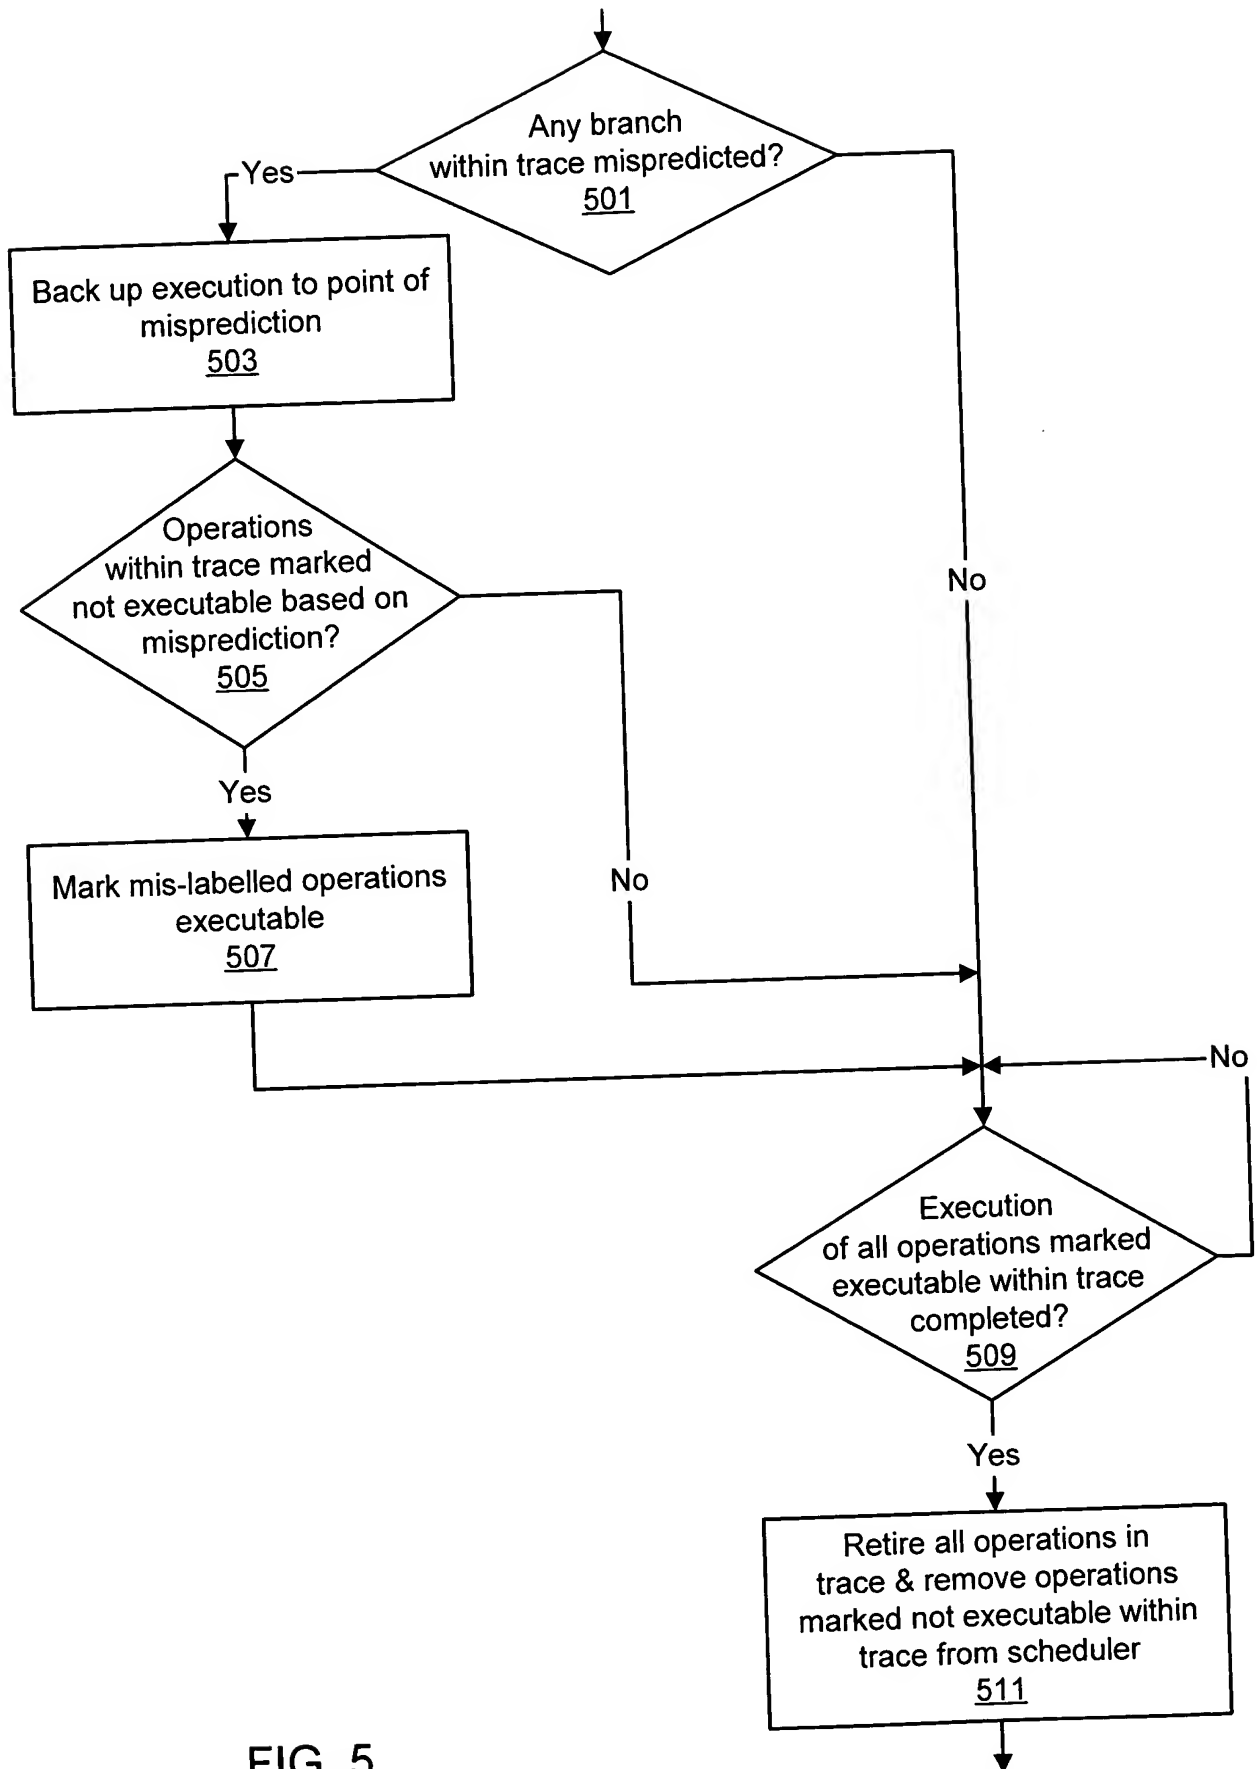 Any branch
within trace mispredicted?
501
Yes
Back up execution to point of
misprediction
503
Operations
within trace marked
not executable based on
misprediction?
505
No
Yes
Mark mis-labelled operations
executable
507
No
No
Execution
of all operations marked
executable within trace
completed?
509
Yes
Retire all operations in
trace & remove operations
marked not executable within
trace from scheduler
511
FIG. 5